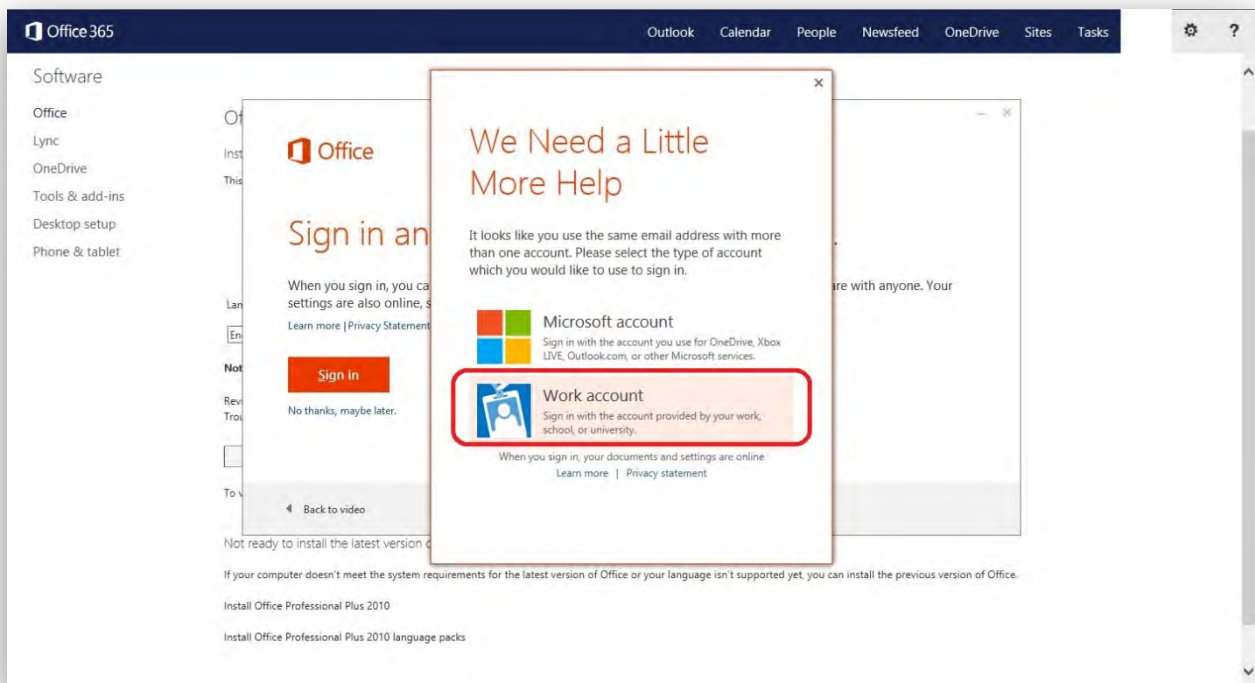 Office 365
Outlook Calendar People Newsfeed OneDrive Sites Tasks ?
Software
Office
Lync
OneDrive
Tools & add-ins
Desktop setup
Phone & tablet
Inst
This
Lan
En
Not
Revi
Trou
To v
Office
Sign in an
When you sign in, you ca
re with anyone. Your
settings are also online, s
Learn more | Privacy Statement
Sign in
No thanks, maybe later.
Back to video
We Need a Little
More Help
It looks like you use the same email address with more
than one account. Please select the type of account
which you would like to use to sign in.
Microsoft account
Sign in with the account you use for OneDrive, Xbox
LIVE, Outlook.com, or other Microsoft services.
Work account
Sign in with the account provided by your work,
school, or university.
When you sign in, your documents and settings are online
Learn more | Privacy statement
Not ready to install the latest version
If your computer doesn't meet the system requirements for the latest version of Office or your language isn't supported yet, you can install the previous version of Office.
Install Office Professional Plus 2010
Install Office Professional Plus 2010 language packs